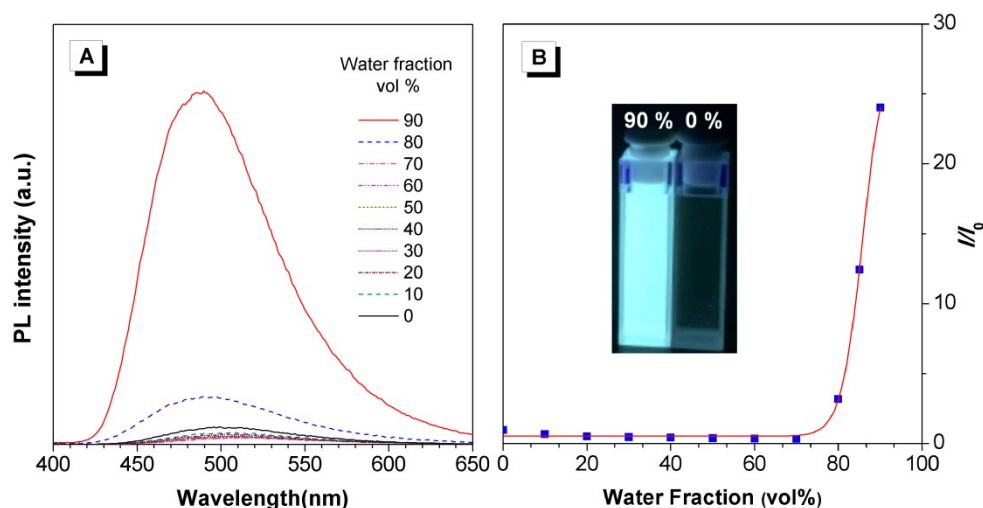 A
Water fraction
vol %
90
80
70
60
50
40
30
20
10
0
PL intensity (a.u.)
400 450 500 550 600 650
Wavelength(nm)
B
90 % 0 %
30
20
10
0
I/I0
0 20 40 60 80 100
Water Fraction (vol%)